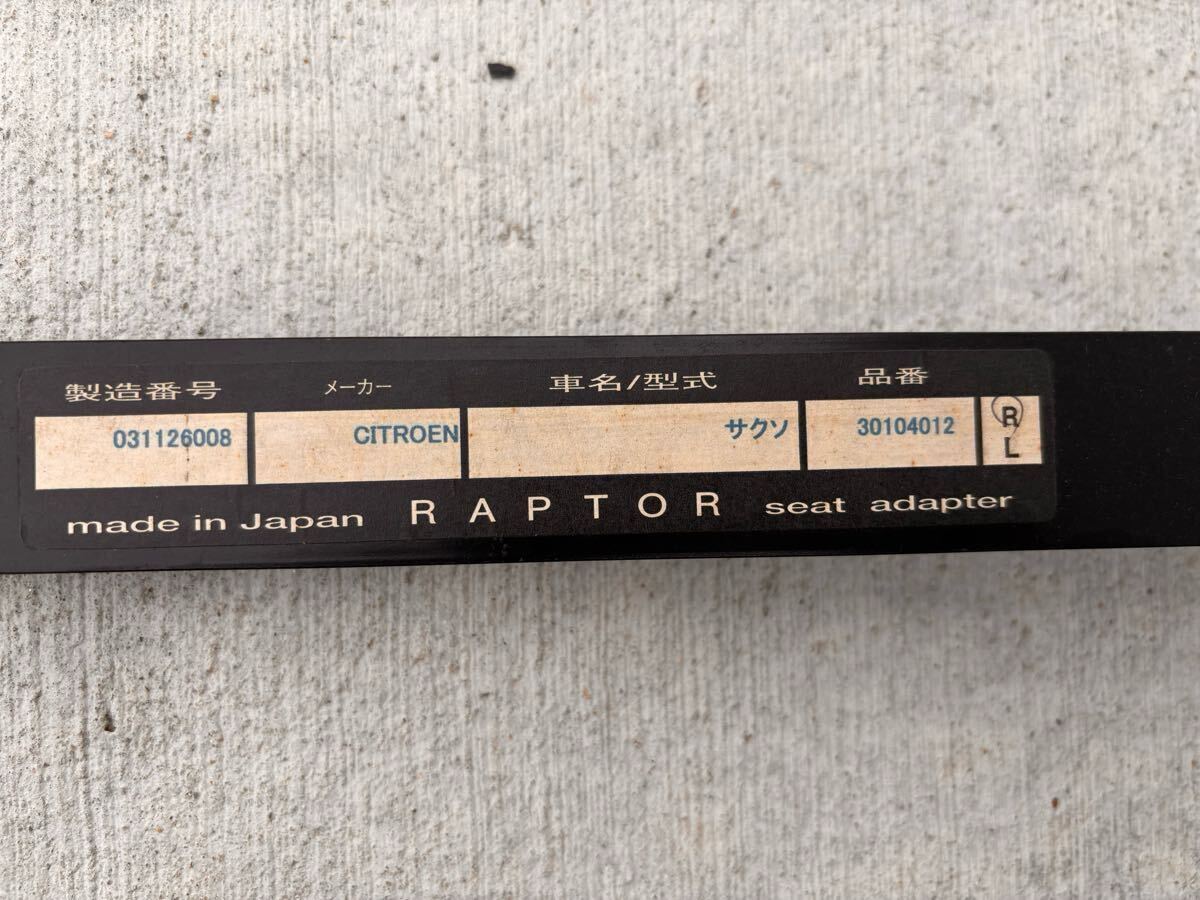 製造番号 メーカー 車名/型式 品番
031126008 CITROEN サクソ 30104012 R
L
made in Japan RAPTOR seat adapter